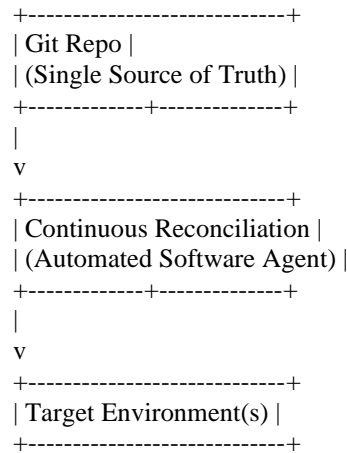 +-----------------------------+
| Git Repo |
| (Single Source of Truth) |
+-------------+--------------+
|
v
+-----------------------------+
| Continuous Reconciliation |
| (Automated Software Agent) |
+-------------+--------------+
|
v
+-----------------------------+
| Target Environment(s) |
+-----------------------------+